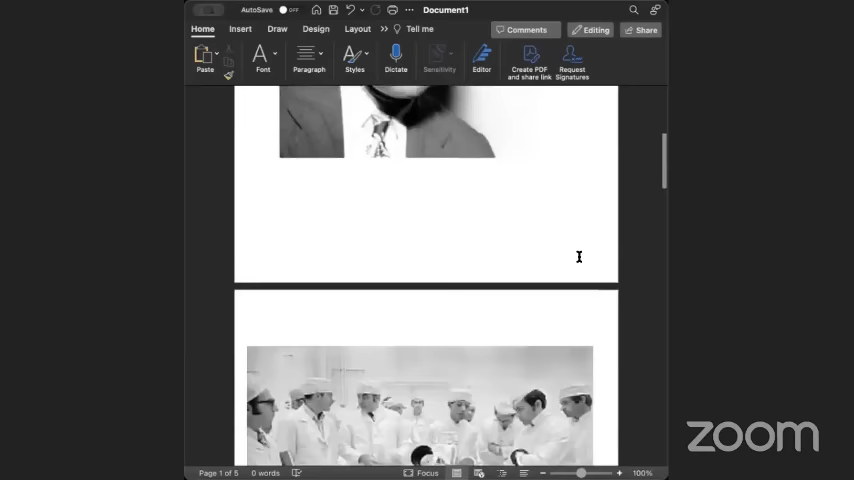 AutoSave OFF Document1
Home Insert Draw Design Layout Tell me Comments Editing Share
Paste Font Paragraph Styles Dictate Sensitivity Editor Create PDF and share link Request Signatures
Page 1 of 5 0 words Focus 100%
zoom